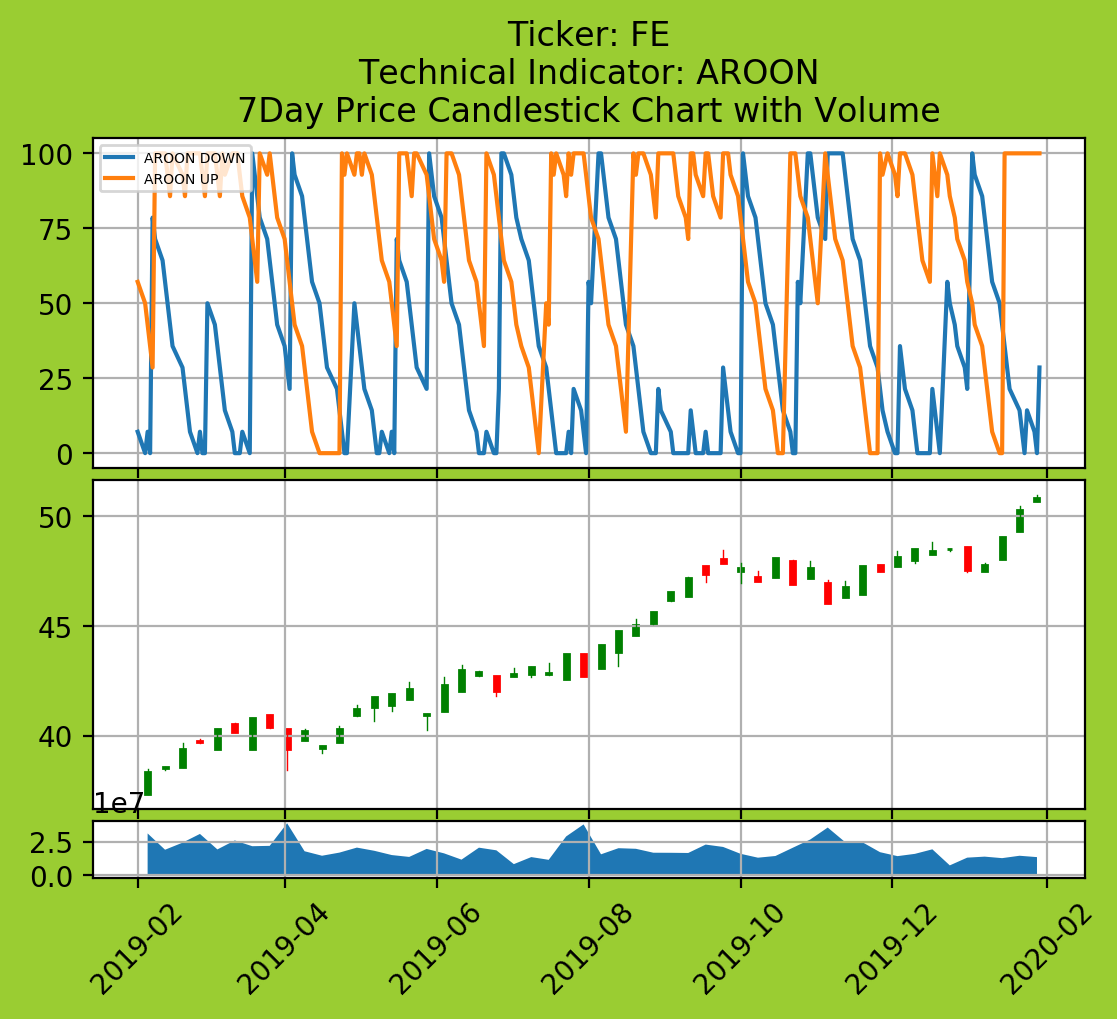 Ticker: FE
Technical Indicator: AROON
7Day Price Candlestick Chart with Volume
100
75
50
25
0
AROON DOWN
AROON UP
50
45
40
1e7
2.5
0.0
2019-02
2019-04
2019-06
2019-08
2019-10
2019-12
2020-02